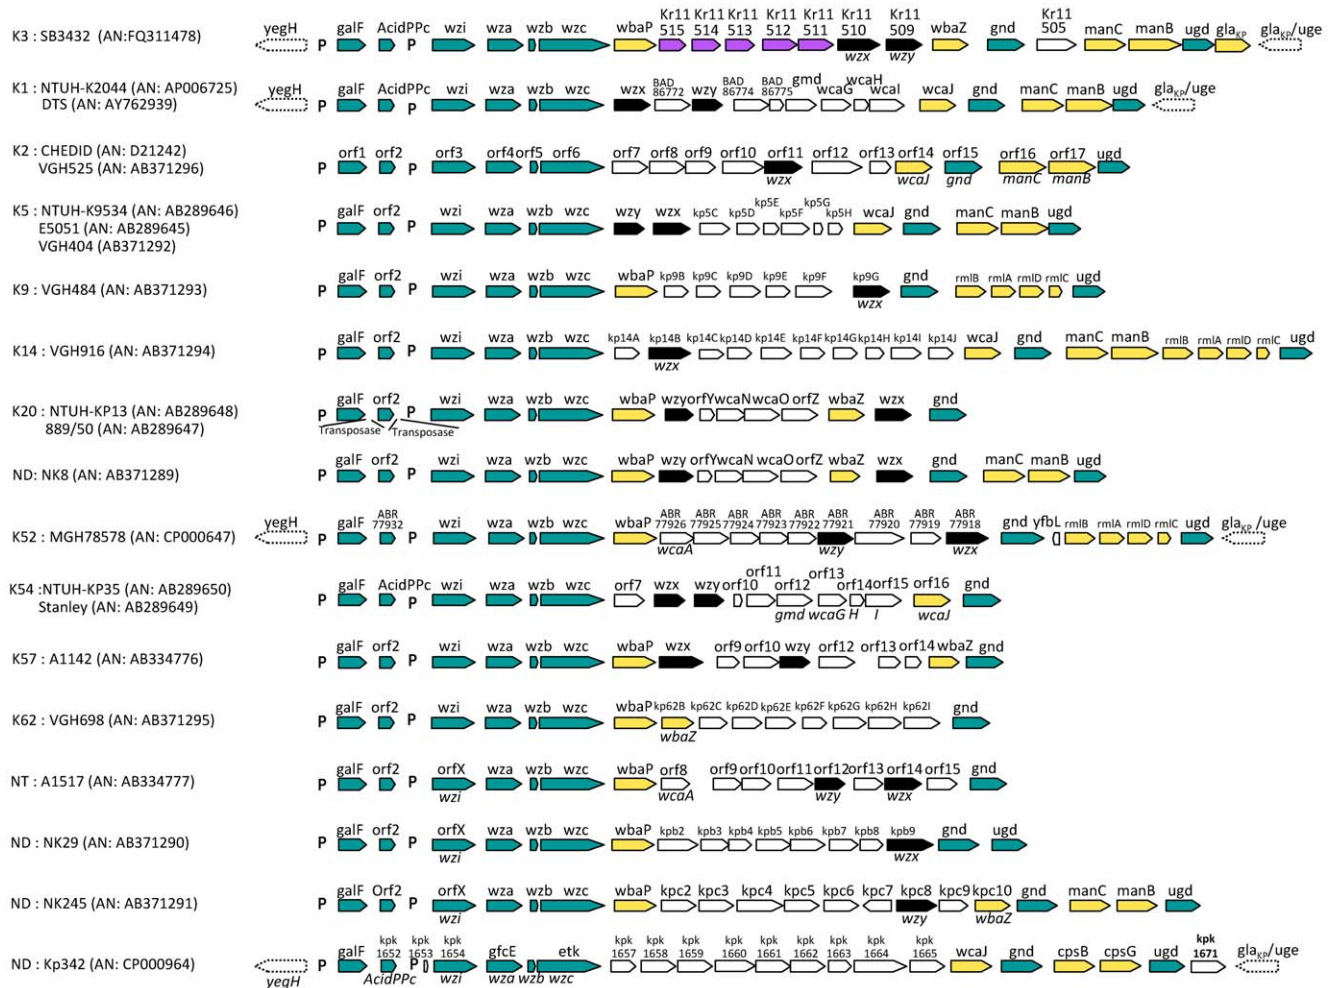 yegH galF AcidPPc wzi wza wzb wzc wbaP Kr11 515 Kr11 514 Kr11 513 Kr11 512 Kr11 511 Kr11 510 Kr11 509 wbaZ gnd Kr11 505 manC manB ugd glaKP glaKP/uge
K3 : SB3432 (AN:FQ311478) P P
wzx wzy
K1 : NTUH-K2044 (AN: AP006725) yegH galF AcidPPc wzi wza wzb wzc wzx BAD 86772 wzy BAD 86774 BAD 86775 gmd wcaG wcaH wcaI wcaJ gnd manC manB ugd glaKP/uge
DTS (AN: AY762939) P P
K2 : CHEDID (AN: D21242) orf1 orf2 orf3 orf4 orf5 orf6 orf7 orf8 orf9 orf10 orf11 orf12 orf13 orf14 orf15 orf16 orf17 ugd
VGH525 (AN: AB371296) P P
wzx wcaJ gnd manC manB
K5 : NTUH-K9534 (AN: AB289646) galF orf2 wzi wza wzb wzc wzy wzx kp5C kp5D kp5E kp5F kp5G kp5H wcaJ gnd manC manB ugd
E5051 (AN: AB289645) P P
VGH404 (AB371292)
galF orf2 wzi wza wzb wzc wbaP kp9B kp9C kp9D kp9E kp9F kp9G gnd rmlB rmlA rmlD rmlC ugd
K9 : VGH484 (AN: AB371293) P P
wzx
galF orf2 wzi wza wzb wzc kp14A kp14B kp14C kp14D kp14E kp14F kp14G kp14H kp14I kp14J wcaJ gnd manC manB rmlB rmlA rmlD rmlC ugd
K14 : VGH916 (AN: AB371294) P P
wzx
galF orf2 wzi wza wzb wzc wbaP wzy orfY wcaN wcaO orfZ wbaZ wzx gnd
K20 : NTUH-KP13 (AN: AB289648) P P
889/50 (AN: AB289647) Transposase Transposase
galF orf2 wzi wza wzb wzc wbaP wzy orfY wcaN wcaO orfZ wbaZ wzx gnd manC manB ugd
ND: NK8 (AN: AB371289) P P
yegH galF ABR 77932 wzi wza wzb wzc wbaP ABR 77926 ABR 77925 ABR 77924 ABR 77923 ABR 77922 ABR 77921 ABR 77920 ABR 77919 ABR 77918 gnd yfbL rmlB rmlA rmlD rmlC ugd glaKP/uge
K52 : MGH78578 (AN: CP000647) P P
wcaA wzy wzx
K54 :NTUH-KP35 (AN: AB289650) galF AcidPPc wzi wza wzb wzc orf7 wzx wzy orf10 orf11 orf12 orf13 orf14 orf15 orf16 gnd
Stanley (AN: AB289649) P P
gmd wcaG H I wcaJ
galF orf2 wzi wza wzb wzc wbaP wzx orf9 orf10 wzy orf12 orf13 orf14 wbaZ gnd
K57 : A1142 (AN: AB334776) P P
galF orf2 wzi wza wzb wzc wbaP kp62B kp62C kp62D kp62E kp62F kp62G kp62H kp62I gnd
K62 : VGH698 (AN: AB371295) P P
wbaZ
galF orf2 orfX wza wzb wzc wbaP orf8 orf9 orf10 orf11 orf12 orf13 orf14 orf15 gnd
NT : A1517 (AN: AB334777) P P
wzi wcaA wzy wzx
galF Orf2 orfX wza wzb wzc wbaP kpb2 kpb3 kpb4 kpb5 kpb6 kpb7 kpb8 kpb9 gnd ugd
ND : NK29 (AN: AB371290) P P
wzi wzx
galF Orf2 orfX wza wzb wzc wbaP kpc2 kpc3 kpc4 kpc5 kpc6 kpc7 kpc8 kpc9 kpc10 gnd manC manB ugd
ND : NK245 (AN: AB371291) P P
wzi wzy wbaZ
galF kpk 1652 kpk 1653 kpk 1654 gfcE etk kpk 1657 kpk 1658 kpk 1659 kpk 1660 kpk 1661 kpk 1662 kpk 1663 kpk 1664 kpk 1665 wcaJ gnd cpsB cpsG ugd kpk 1671 glaKP/uge
ND : Kp342 (AN: CP000964) P P
yegH AcidPPc wzi wza wzb wzc